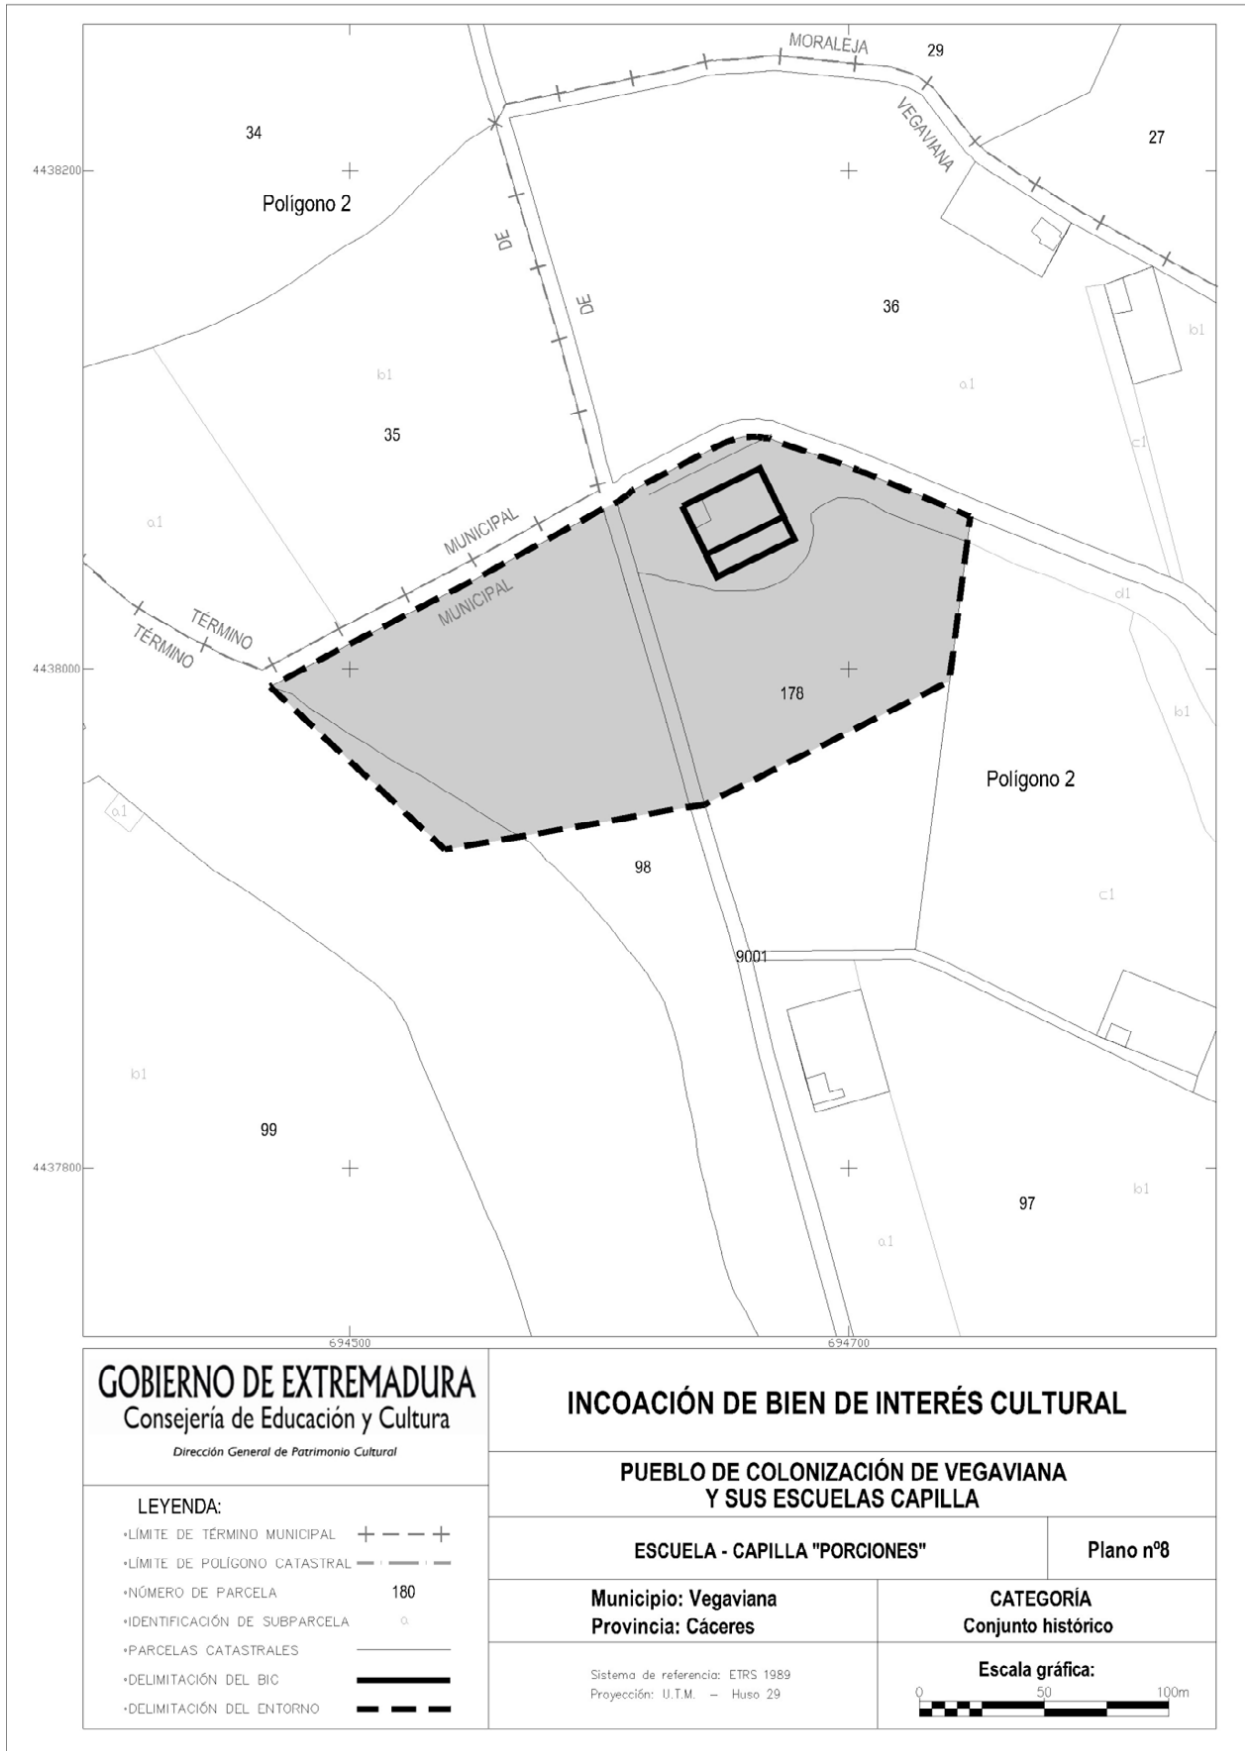 MORALEJA
29
VEGAVIANA
34
27
4438200
Polígono 2
DE
DE
36
b1
b1
a1
35
c1
a1
MUNICIPAL
MUNICIPAL
d1
TÉRMINO
TÉRMINO
4438000
178
b1
Polígono 2
a1
98
c1
9001
b1
99
4437800
97
b1
a1
694500
694700
GOBIERNO DE EXTREMADURA
Consejería de Educación y Cultura
Dirección General de Patrimonio Cultural
INCOACIÓN DE BIEN DE INTERÉS CULTURAL
PUEBLO DE COLONIZACIÓN DE VEGAVIANA
Y SUS ESCUELAS CAPILLA
LEYENDA:
•LÍMITE DE TÉRMINO MUNICIPAL
•LÍMITE DE POLÍGONO CATASTRAL
•NÚMERO DE PARCELA 180
•IDENTIFICACIÓN DE SUBPARCELA a
•PARCELAS CATASTRALES
•DELIMITACIÓN DEL BIC
•DELIMITACIÓN DEL ENTORNO
ESCUELA - CAPILLA "PORCIONES"
Plano nº8
Municipio: Vegaviana
Provincia: Cáceres
CATEGORÍA
Conjunto histórico
Sistema de referencia: ETRS 1989
Proyección: U.T.M. – Huso 29
Escala gráfica:
0 50 100m